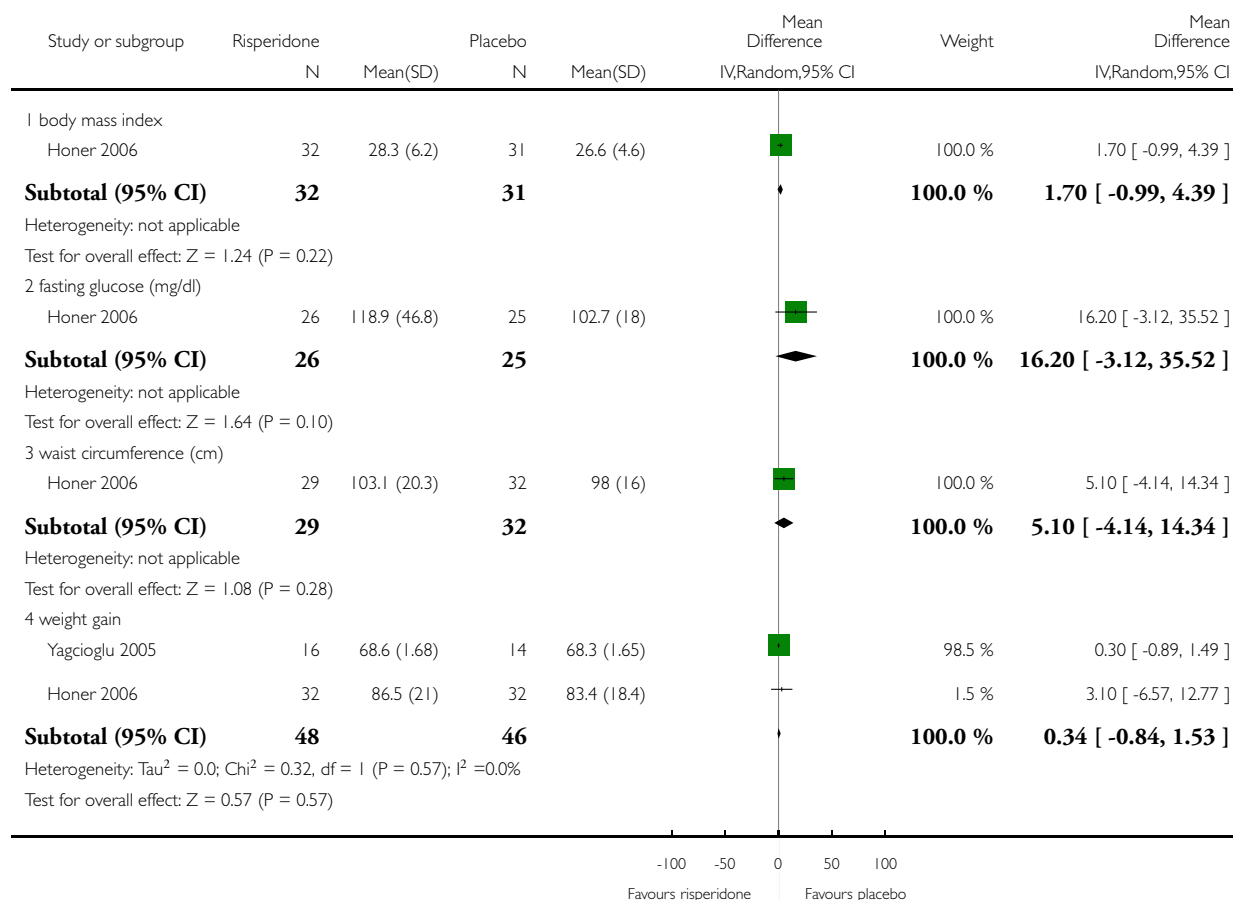 Study or subgroup Risperidone Placebo Mean Difference Weight Mean Difference
N Mean(SD) N Mean(SD) IV,Random,95% CI IV,Random,95% CI
1 body mass index
Honer 2006 32 28.3 (6.2) 31 26.6 (4.6) 100.0 % 1.70 [ -0.99, 4.39 ]
Subtotal (95% CI) 32 31 100.0 % 1.70 [ -0.99, 4.39 ]
Heterogeneity: not applicable
Test for overall effect: Z = 1.24 (P = 0.22)
2 fasting glucose (mg/dl)
Honer 2006 26 118.9 (46.8) 25 102.7 (18) 100.0 % 16.20 [ -3.12, 35.52 ]
Subtotal (95% CI) 26 25 100.0 % 16.20 [ -3.12, 35.52 ]
Heterogeneity: not applicable
Test for overall effect: Z = 1.64 (P = 0.10)
3 waist circumference (cm)
Honer 2006 29 103.1 (20.3) 32 98 (16) 100.0 % 5.10 [ -4.14, 14.34 ]
Subtotal (95% CI) 29 32 100.0 % 5.10 [ -4.14, 14.34 ]
Heterogeneity: not applicable
Test for overall effect: Z = 1.08 (P = 0.28)
4 weight gain
Yagcioglu 2005 16 68.6 (1.68) 14 68.3 (1.65) 98.5 % 0.30 [ -0.89, 1.49 ]
Honer 2006 32 86.5 (21) 32 83.4 (18.4) 1.5 % 3.10 [ -6.57, 12.77 ]
Subtotal (95% CI) 48 46 100.0 % 0.34 [ -0.84, 1.53 ]
Heterogeneity: Tau² = 0.0; Chi² = 0.32, df = 1 (P = 0.57); I² =0.0%
Test for overall effect: Z = 0.57 (P = 0.57)
-100 -50 0 50 100
Favours risperidone Favours placebo